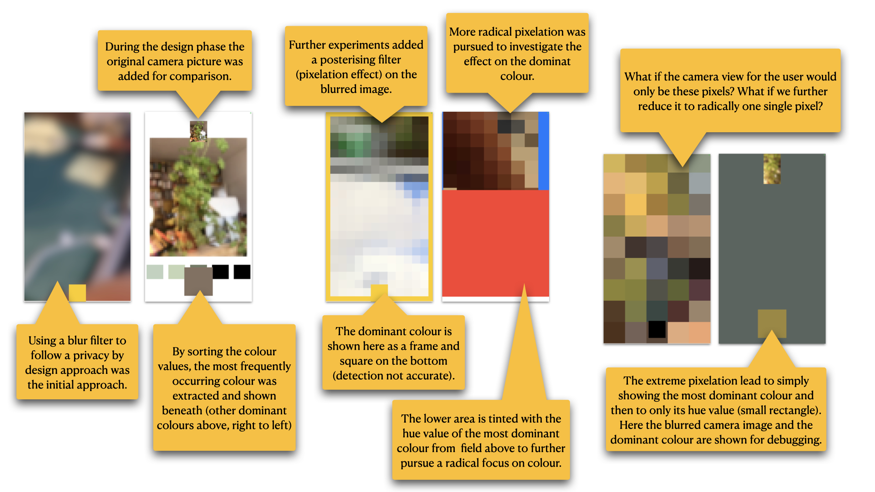 During the design phase the
original camera picture was
added for comparison.
Further experiments added
a posterising filter
(pixelation effect) on the
blurred image.
More radical pixelation was
pursued to investigate the
effect on the dominat
colour.
What if the camera view for the user would
only be these pixels? What if we further
reduce it to radically one single pixel?
Using a blur filter to
follow a privacy by
design approach was
the initial approach.
By sorting the colour
values, the most frequently
occurring colour was
extracted and shown
beneath (other dominant
colours above, right to left)
The dominant colour is
shown here as a frame and
square on the bottom
(detection not accurate).
The lower area is tinted with the
hue value of the most dominant
colour from field above to further
pursue a radical focus on colour.
The extreme pixelation lead to simply
showing the most dominant colour and
then to only its hue value (small rectangle).
Here the blurred camera image and the
dominant colour are shown for debugging.